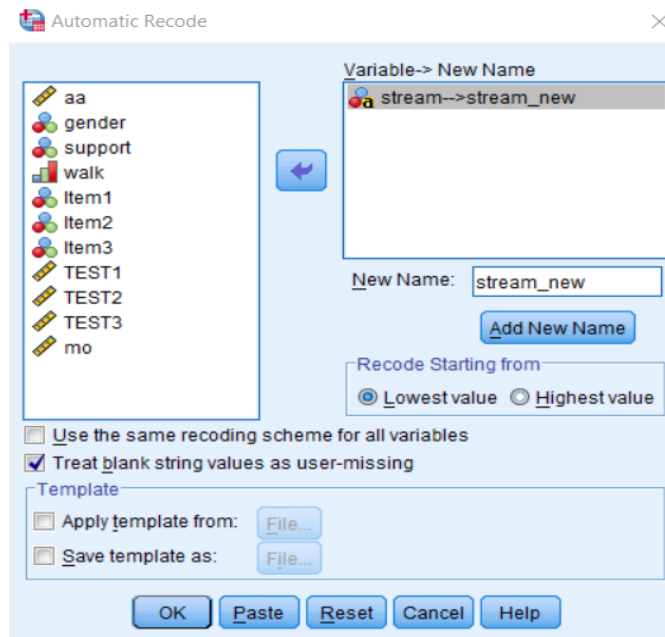 Automatic Recode
Variable-> New Name
aa
gender
support
walk
Item1
Item2
Item3
TEST1
TEST2
TEST3
mo
a stream-->stream_new
New Name: stream_new
Add New Name
Recode Starting from
Lowest value Highest value
Use the same recoding scheme for all variables
Treat blank string values as user-missing
Template
Apply template from: File...
Save template as: File...
OK Paste Reset Cancel Help